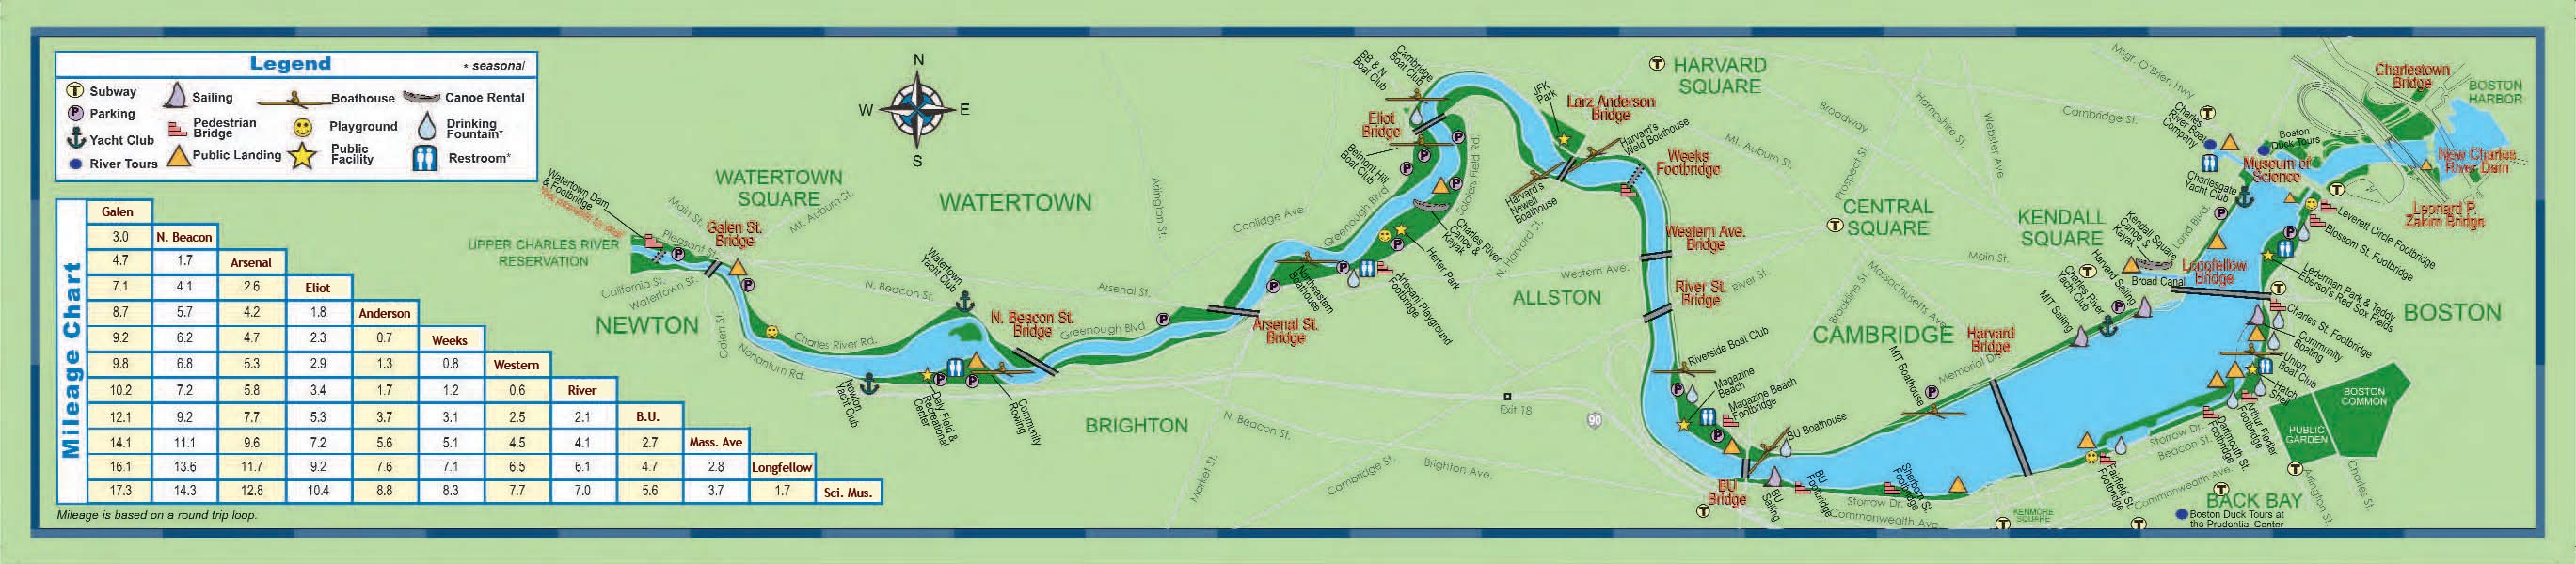 Legend
* seasonal
Subway
Sailing
Boathouse
Canoe Rental
Parking
Pedestrian
Bridge
Playground
Drinking
Fountain*
Yacht Club
River Tours
Public Landing
Public
Facility
Restroom*
N
W
E
S
Mileage Chart
Galen
3.0 N. Beacon
4.7 1.7 Arsenal
7.1 4.1 2.6 Eliot
8.7 5.7 4.2 1.8 Anderson
9.2 6.2 4.7 2.3 0.7 Weeks
9.8 6.8 5.3 2.9 1.3 0.8 Western
10.2 7.2 5.8 3.4 1.7 1.2 0.6 River
12.1 9.2 7.7 5.3 3.7 3.1 2.5 2.1 B.U.
14.1 11.1 9.6 7.2 5.6 5.1 4.5 4.1 2.7 Mass. Ave
16.1 13.6 11.7 9.2 7.6 7.1 6.5 6.1 4.7 2.8 Longfellow
17.3 14.3 12.8 10.4 8.8 8.3 7.7 7.0 5.6 3.7 1.7 Sci. Mus.
Mileage is based on a round trip loop.
Watertown Dam
& Footbridge
UPPER CHARLES RIVER
RESERVATION
WATERTOWN
SQUARE
Main St.
Mt. Auburn St.
Pleasant St.
Galen St.
Bridge
California St.
Watertown St.
NEWTON
Galen St.
Nonantum Rd.
Charles River Rd.
WATERTOWN
Watertown
Yacht Club
N. Beacon St.
Newton
Yacht Club
Daly Field &
Recreational
Center
Community
Rowing
N. Beacon St.
Bridge
Greenough Blvd.
Arsenal St.
Arlington St.
BRIGHTON
Market St.
N. Beacon St.
Cambridge St.
Brighton Ave.
Arsenal St.
Bridge
Coolidge Ave.
Greenough Blvd
Northeastern
Boathouse
Artesani Playground
Footbridge
Herter Park
Charles River
Canoe &
Kayak
Soldiers Field Rd.
Belmont Hill
Boat Club
Eliot
Bridge
BB & N
Boat Club
Cambridge
Boat Club
JFK
Park
Larz Anderson
Bridge
Harvard's
Weld Boathouse
Harvard's
Newell
Boathouse
N. Harvard St.
HARVARD
SQUARE
Weeks
Footbridge
Mt. Auburn St.
ALLSTON
Western Ave.
Western Ave.
Bridge
River St.
Bridge
River St.
Exit 18
90
Riverside Boat Club
Magazine
Beach
Magazine Beach
Footbridge
BU
Bridge
BU Boathouse
BU
Sailing
BU
Footbridge
Sherborn
Footbridge
Storrow Dr.
Commonwealth Ave.
KENMORE
SQUARE
Broadway
Hampshire St.
Webster Ave.
Prospect St.
CENTRAL
SQUARE
Massachusetts Ave.
Brookline St.
CAMBRIDGE
MIT Boathouse
Memorial Dr.
Harvard
Bridge
Main St.
KENDALL
SQUARE
MIT Sailing
Charles River
Yacht Club
Harvard
Sailing
Kendall Square
Canoe &
Kayak
Broad Canal
Land Blvd.
Longfellow
Bridge
Msgr. O'Brien Hwy
Cambridge St.
Charles
River Boat
Company
Charlesgate
Yacht Club
Boston
Duck Tours
Museum of
Science
Charlestown
Bridge
BOSTON
HARBOR
New Charles
River Dam
Leonard P.
Zakim Bridge
Leverett Circle Footbridge
Blossom St. Footbridge
Lederman Park & Teddy
Ebersol's Red Sox Fields
BOSTON
Charles St. Footbridge
Community
Boating
Union
Boat Club
Hatch
Shell
Arthur Fiedler
Footbridge
Dartmouth St.
Footbridge
Fairfield St.
Footbridge
Storrow Dr.
Beacon St.
Commonwealth Ave.
BOSTON
COMMON
PUBLIC
GARDEN
Arlington St.
Charles St.
BACK BAY
Boston Duck Tours at
the Prudential Center